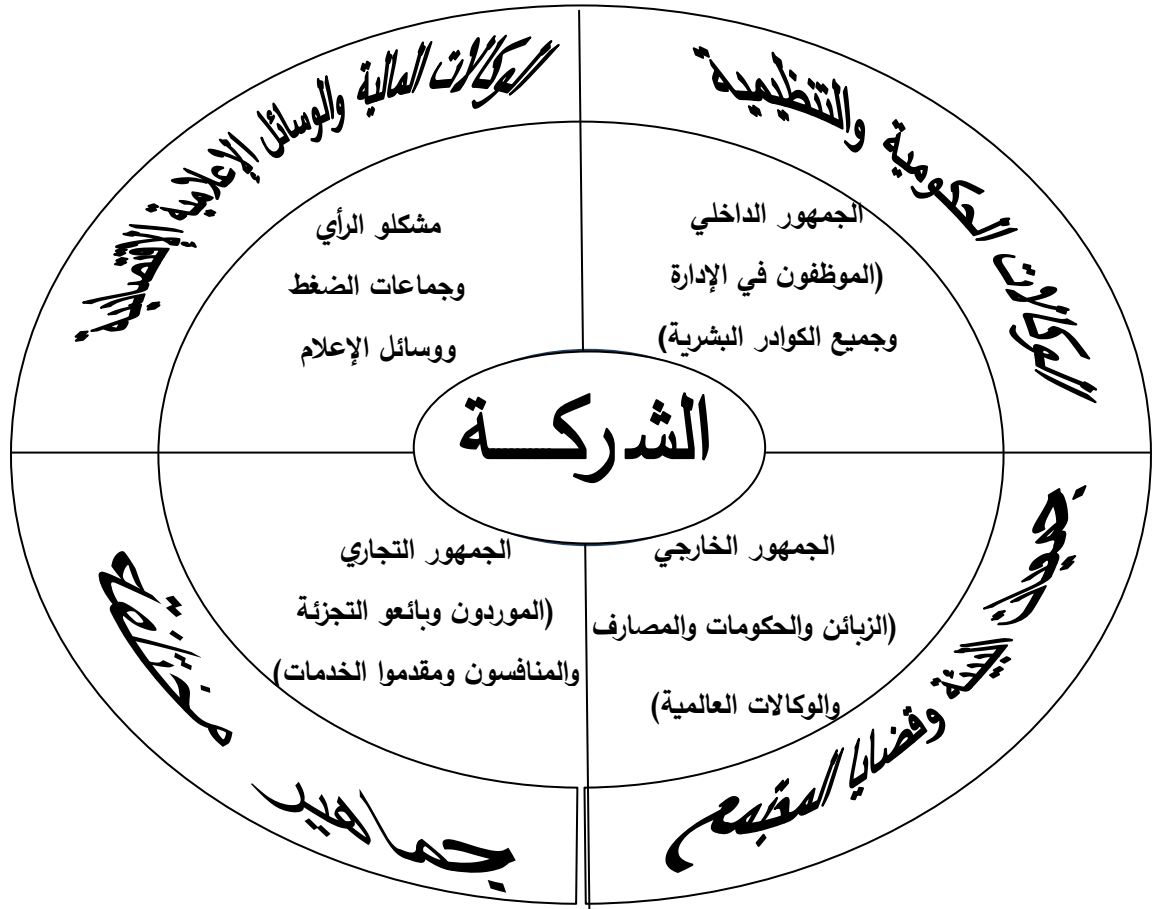 الوكالات الحكومية والتنظيمية
الوكالات المالية والوسائل الإعلامية الإقتصادية
الجمهور الداخلي
(الموظفون في الإدارة
وجميع الكوادر البشرية)
مشكلو الرأي
وجماعات الضغط
ووسائل الإعلام
الشركة
الجمهور الخارجي
(الزبائن والحكومات والمصارف
والوكالات العالمية)
الجمهور التجاري
(الموردون وبائعو التجزئة
والمنافسون ومقدموا الخدمات)
جمعيات البيئة وقضايا المجتمع
جماهير مختلفة